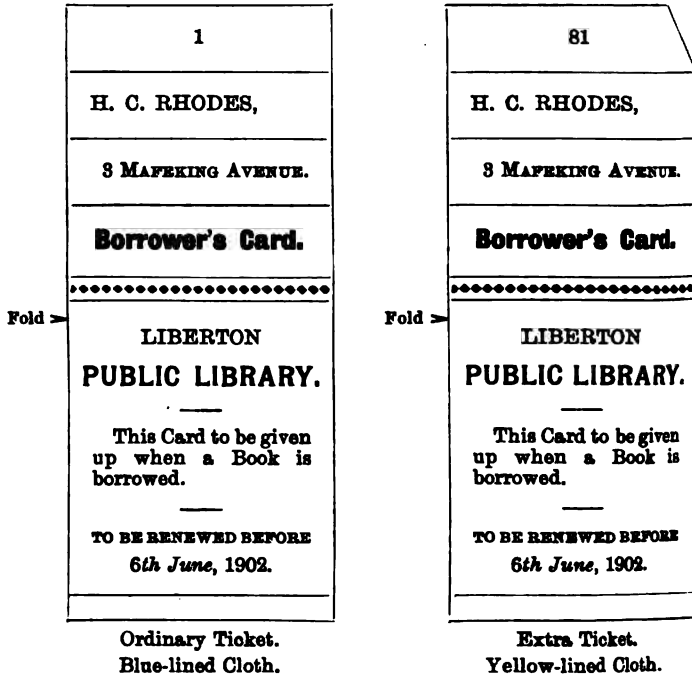 1
H. C. RHODES,
3 MAFEKING AVENUE.
Borrower's Card.
Fold
LIBERTON
PUBLIC LIBRARY.
This Card to be given
up when a Book is
borrowed.
TO BE RENEWED BEFORE
6th June, 1902.
Ordinary Ticket.
Blue-lined Cloth.
81
H. C. RHODES,
3 MAFEKING AVENUE.
Borrower's Card.
Fold
LIBERTON
PUBLIC LIBRARY.
This Card to be given
up when a Book is
borrowed.
TO BE RENEWED BEFORE
6th June, 1902.
Extra Ticket.
Yellow-lined Cloth.